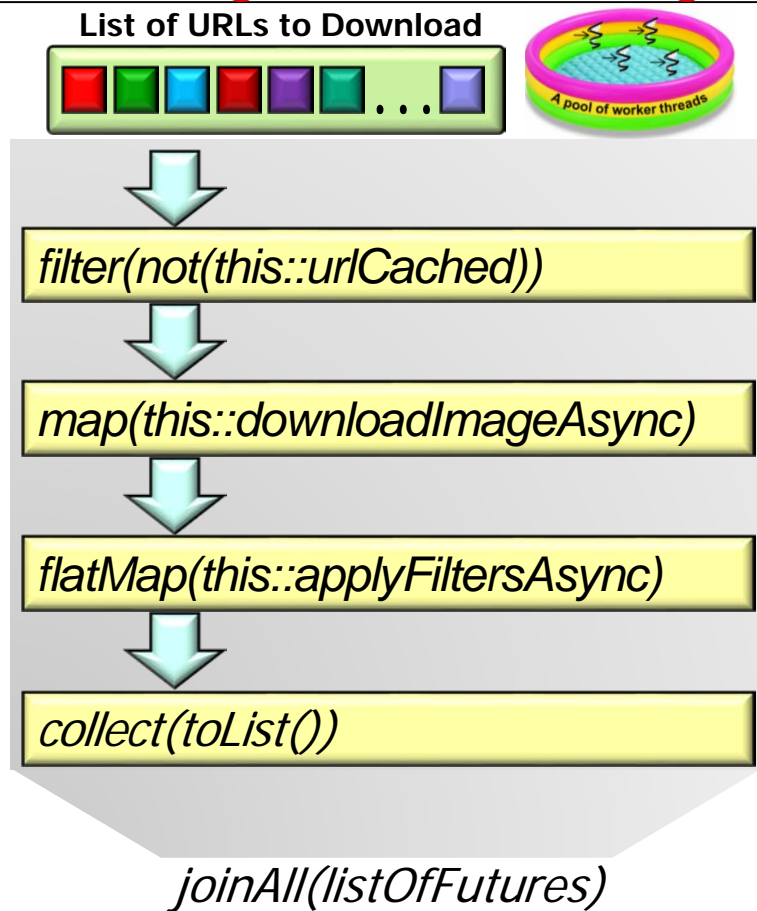 List of URLs to Download
. . .
A pool of worker threads
filter(not(this::urlCached))
map(this::downloadImageAsync)
flatMap(this::applyFiltersAsync)
collect(toList())
joinAll(listOfFutures)